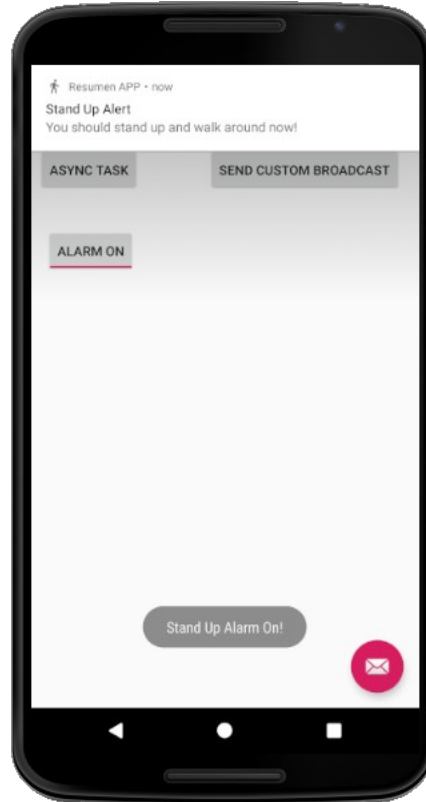 Resumen APP • now
Stand Up Alert
You should stand up and walk around now!
ASYNC TASK
SEND CUSTOM BROADCAST
ALARM ON
Stand Up Alarm On!